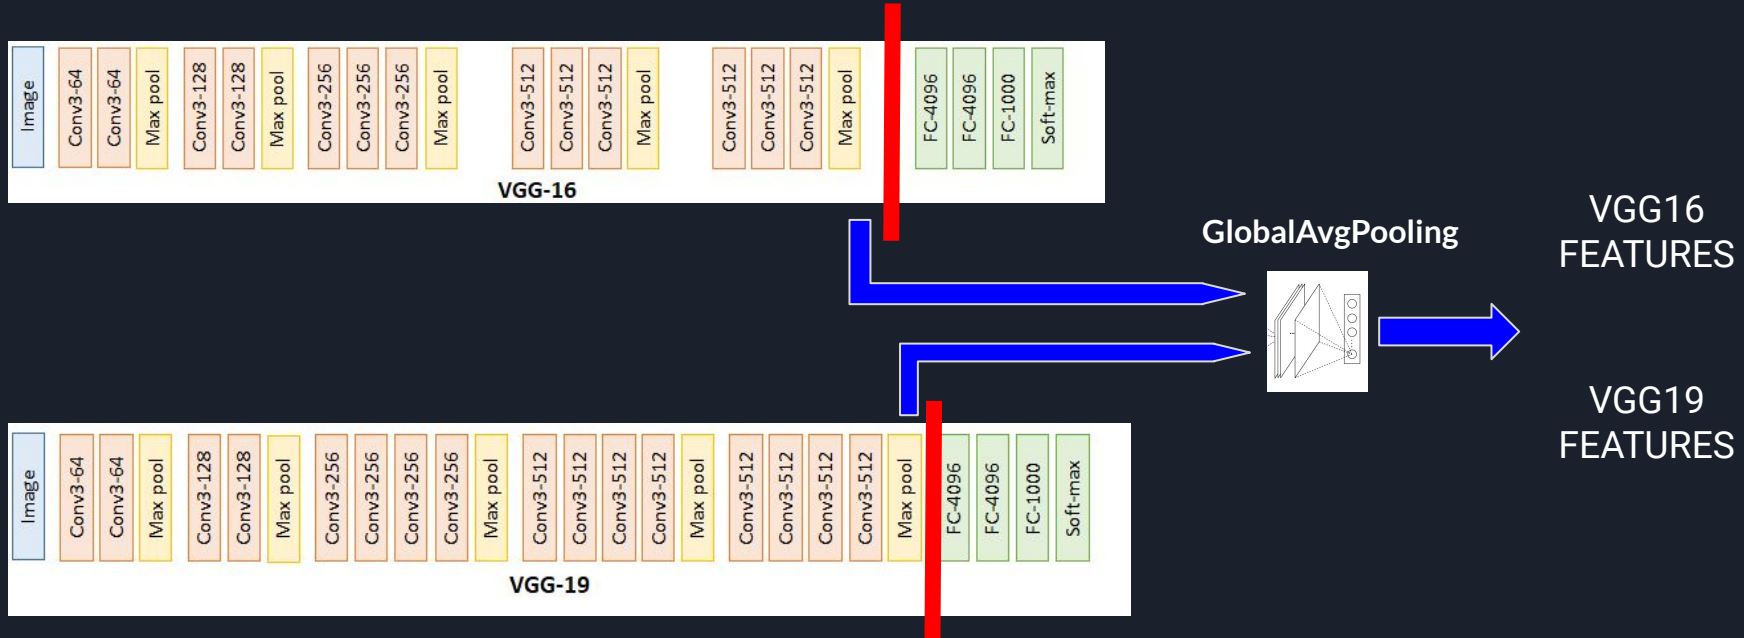 Image
Conv3-64
Conv3-64
Max pool
Conv3-128
Conv3-128
Max pool
Conv3-256
Conv3-256
Conv3-256
Max pool
Conv3-512
Conv3-512
Conv3-512
Max pool
Conv3-512
Conv3-512
Conv3-512
Max pool
FC-4096
FC-4096
FC-1000
Soft-max
VGG-16
GlobalAvgPooling
VGG16
FEATURES
VGG19
FEATURES
Image
Conv3-64
Conv3-64
Max pool
Conv3-128
Conv3-128
Max pool
Conv3-256
Conv3-256
Conv3-256
Conv3-256
Max pool
Conv3-512
Conv3-512
Conv3-512
Conv3-512
Max pool
Conv3-512
Conv3-512
Conv3-512
Conv3-512
Max pool
FC-4096
FC-4096
FC-1000
Soft-max
VGG-19